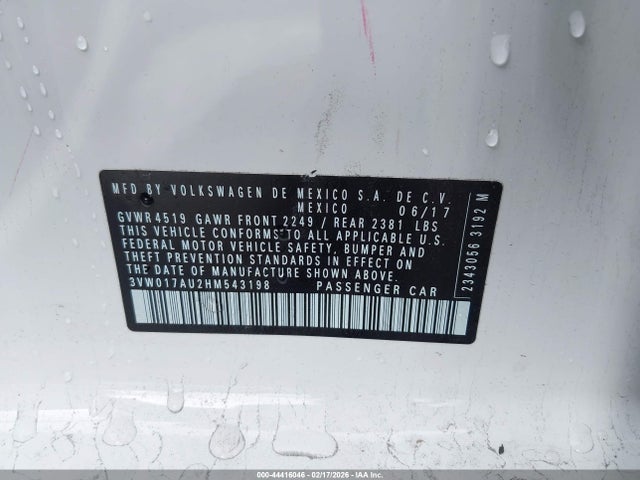 MFD BY VOLKSWAGEN DE MEXICO S.A. DE C.V.
MEXICO 06/17
GVWR 4519 GAWR FRONT 2249 / REAR 2381 LBS
THIS VEHICLE CONFORMS TO ALL APPLICABLE U.S.
FEDERAL MOTOR VEHICLE SAFETY, BUMPER AND
THEFT PREVENTION STANDARDS IN EFFECT ON
THE DATE OF MANUFACTURE SHOWN ABOVE.
3VW017AU2HM543198 PASSENGER CAR
2343056 3192 M
000-44416046 - 02/17/2026 - PASSENGER FRONT